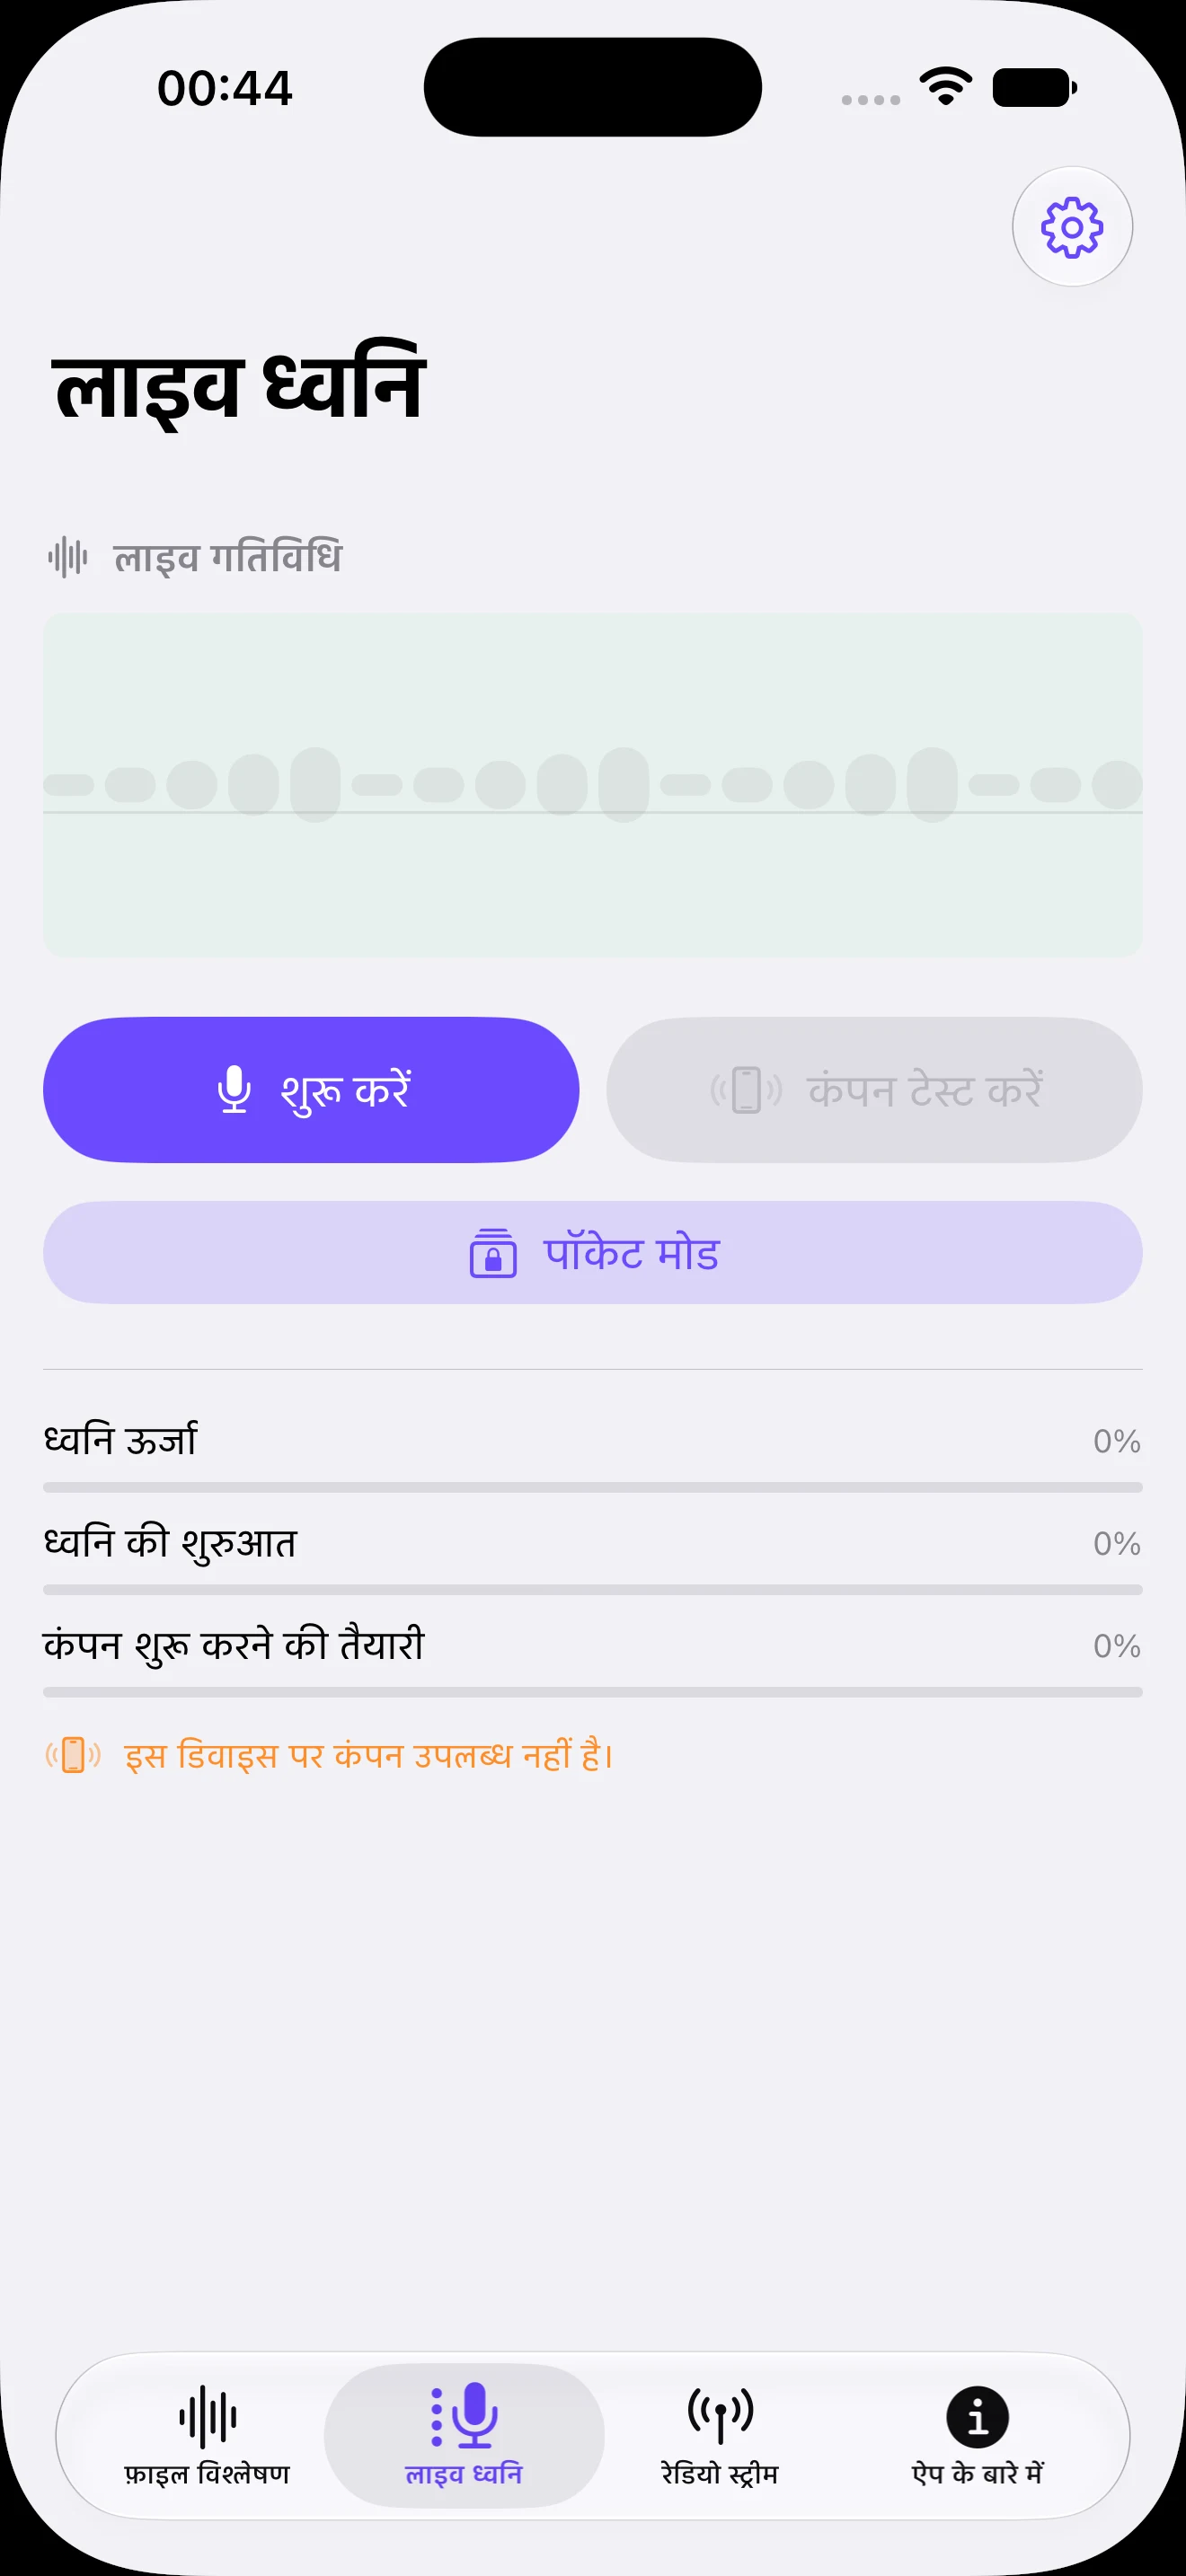 00:44
लाइव ध्वनि
लाइव गतिविधि
शुरू करें
कंपन टेस्ट करें
पॉकेट मोड
ध्वनि ऊर्जा 0%
ध्वनि की शुरुआत 0%
कंपन शुरू करने की तैयारी 0%
इस डिवाइस पर कंपन उपलब्ध नहीं है।
फ़ाइल विश्लेषण
लाइव ध्वनि
रेडियो स्ट्रीम
ऐप के बारे में